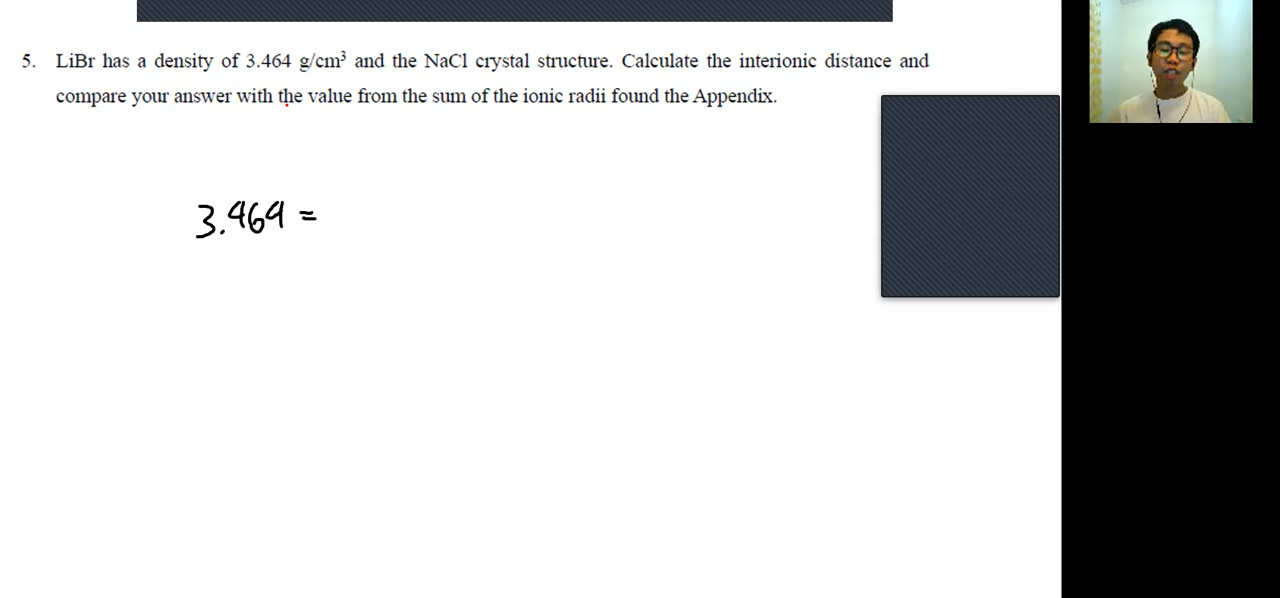 5. LiBr has a density of 3.464 g/cm³ and the NaCl crystal structure. Calculate the interionic distance and
compare your answer with the value from the sum of the ionic radii found the Appendix.
3.464 =